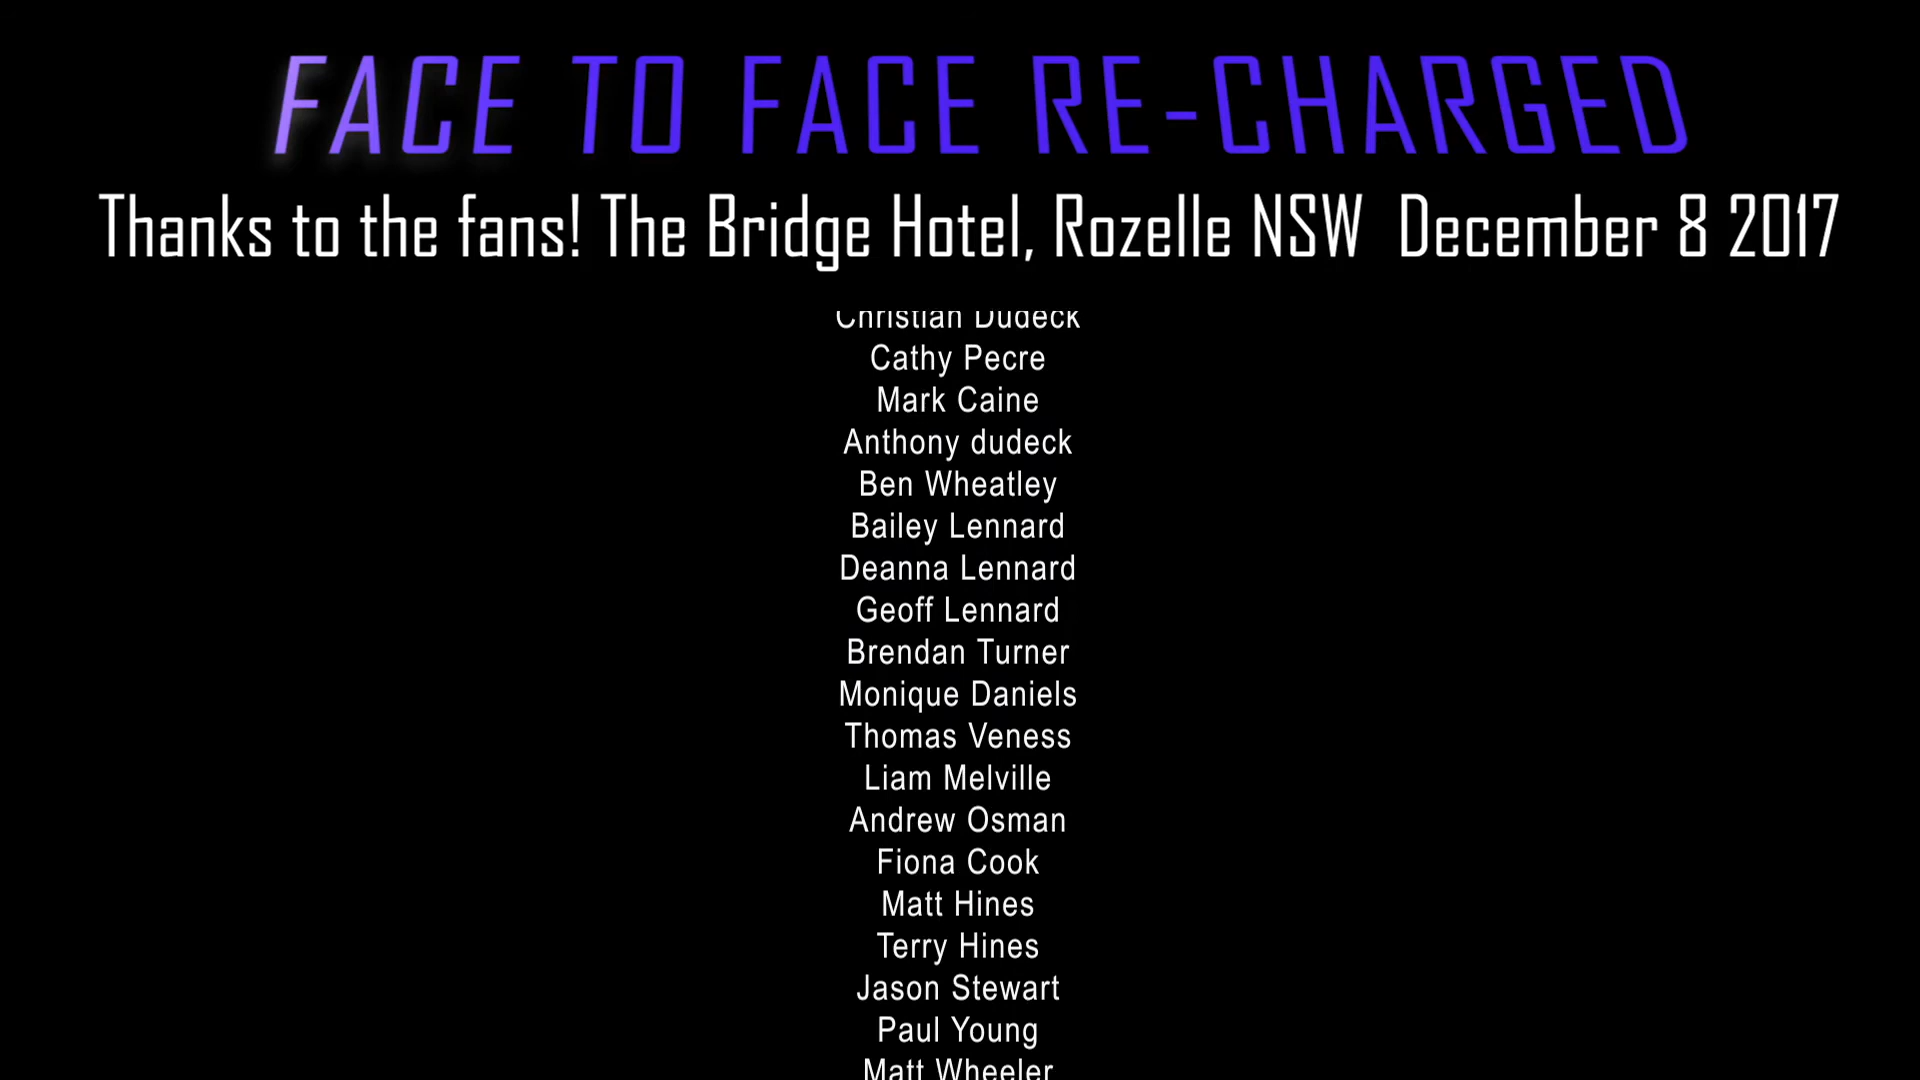 FACE TO FACE RE-CHARGED
Thanks to the fans! The Bridge Hotel, Rozelle NSW December 8 2017
Christian Dudeck
Cathy Pecre
Mark Caine
Anthony dudeck
Ben Wheatley
Bailey Lennard
Deanna Lennard
Geoff Lennard
Brendan Turner
Monique Daniels
Thomas Veness
Liam Melville
Andrew Osman
Fiona Cook
Matt Hines
Terry Hines
Jason Stewart
Paul Young
Matt Wheeler